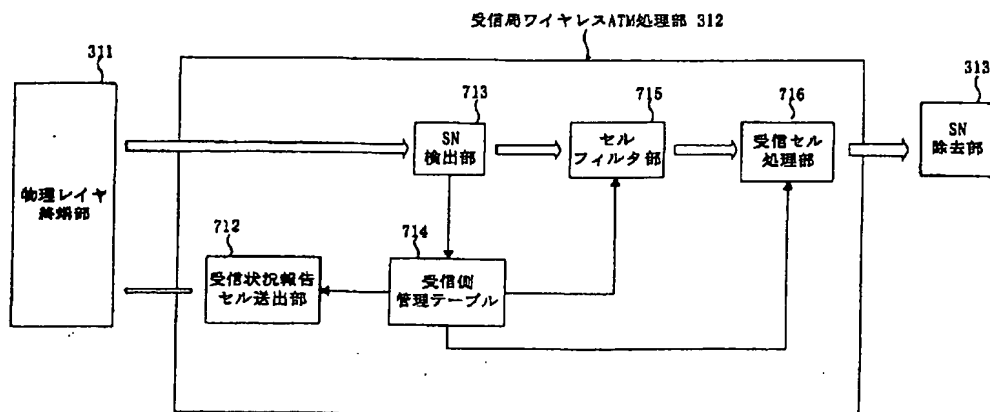 受信局ワイヤレスATM処理部 312
311
313
713
715
716
SN
検出部
セル
フィルタ部
受信セル
処理部
SN
除去部
物理レイヤ
終端部
712
714
受信状況報告
セル送出部
受信側
管理テーブル